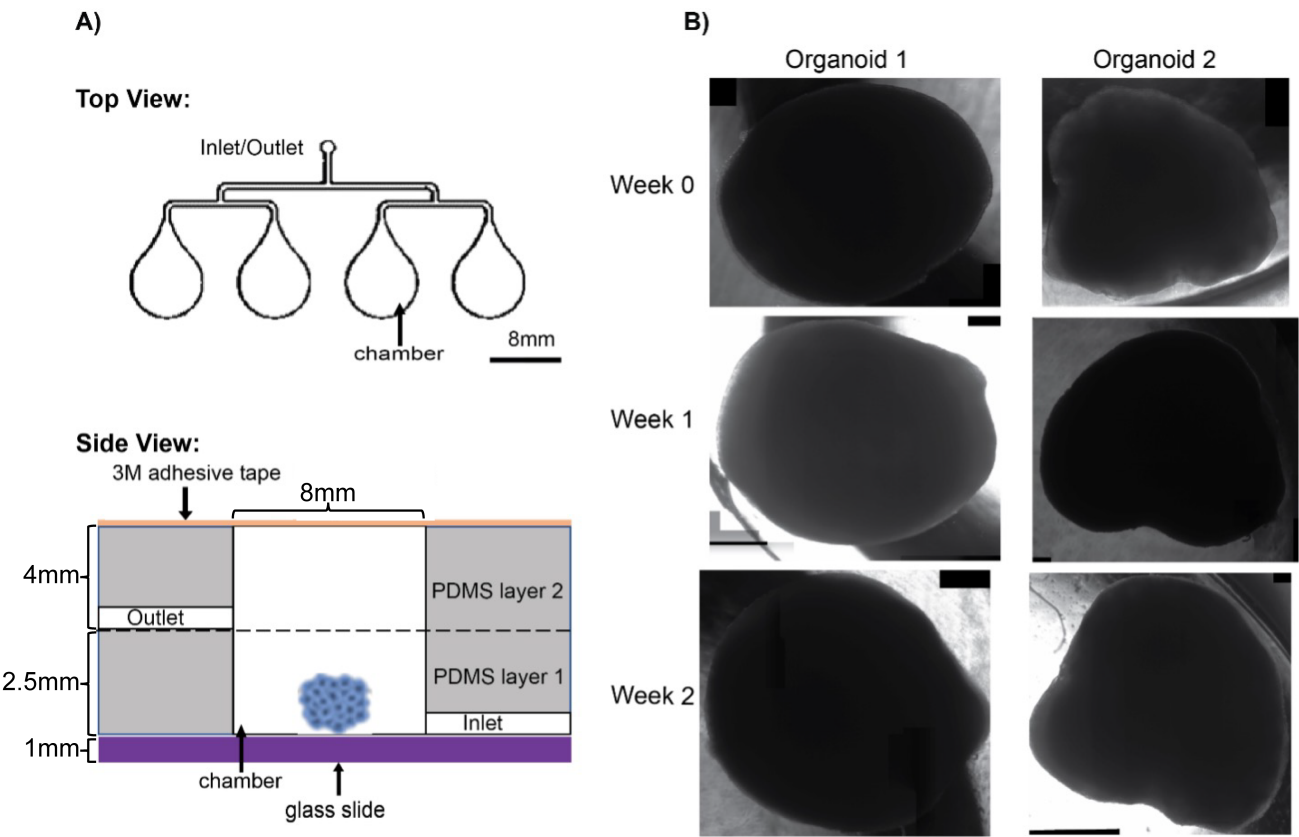 A)
Top View:
Inlet/Outlet
chamber
8mm
Side View:
3M adhesive tape
8mm
4mm
PDMS layer 2
Outlet
2.5mm
PDMS layer 1
Inlet
1mm
chamber
glass slide
B)
Organoid 1
Organoid 2
Week 0
Week 1
Week 2